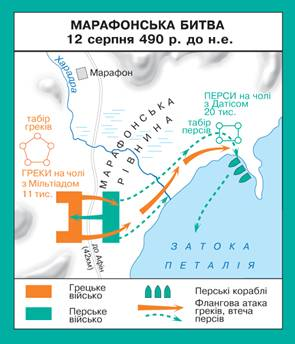 МАРАФОНСЬКА БИТВА
12 серпня 490 р. до н.е.
Харадра
Марафон
ПЕРСИ на чолі
з Датісом
20 тис.
табір
греків
табір
персів
МАРАФОНСЬКА
РІВНИНА
ГРЕКИ на чолі
з Мільтіадом
11 тис.
до Афін
(42км)
ЗАТОКА
ПЕТАЛІЯ
Грецьке
військо
Перське
військо
Перські кораблі
Флангова атака
греків, втеча
персів